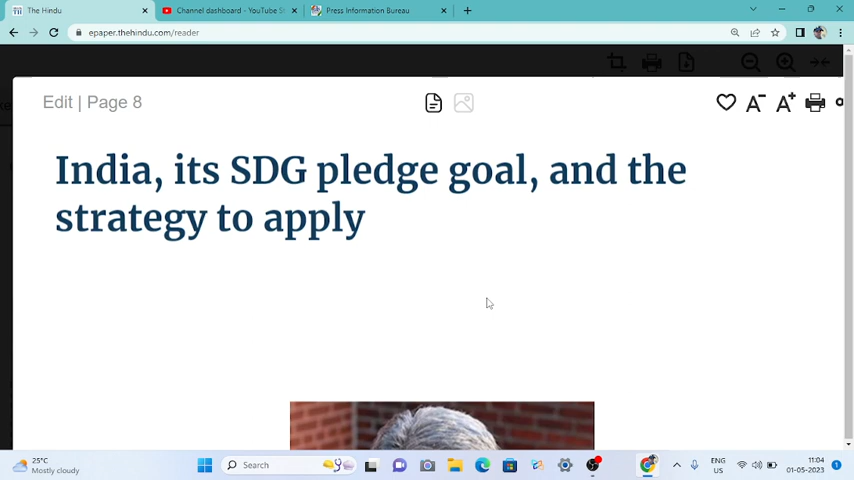 The Hindu
Channel dashboard - YouTube St
Press Information Bureau
epaper.thehindu.com/reader
Edit | Page 8
A-
A+
India, its SDG pledge goal, and the
strategy to apply
25°C
Mostly cloudy
Search
ENG
US
11:04
01-05-2023
1